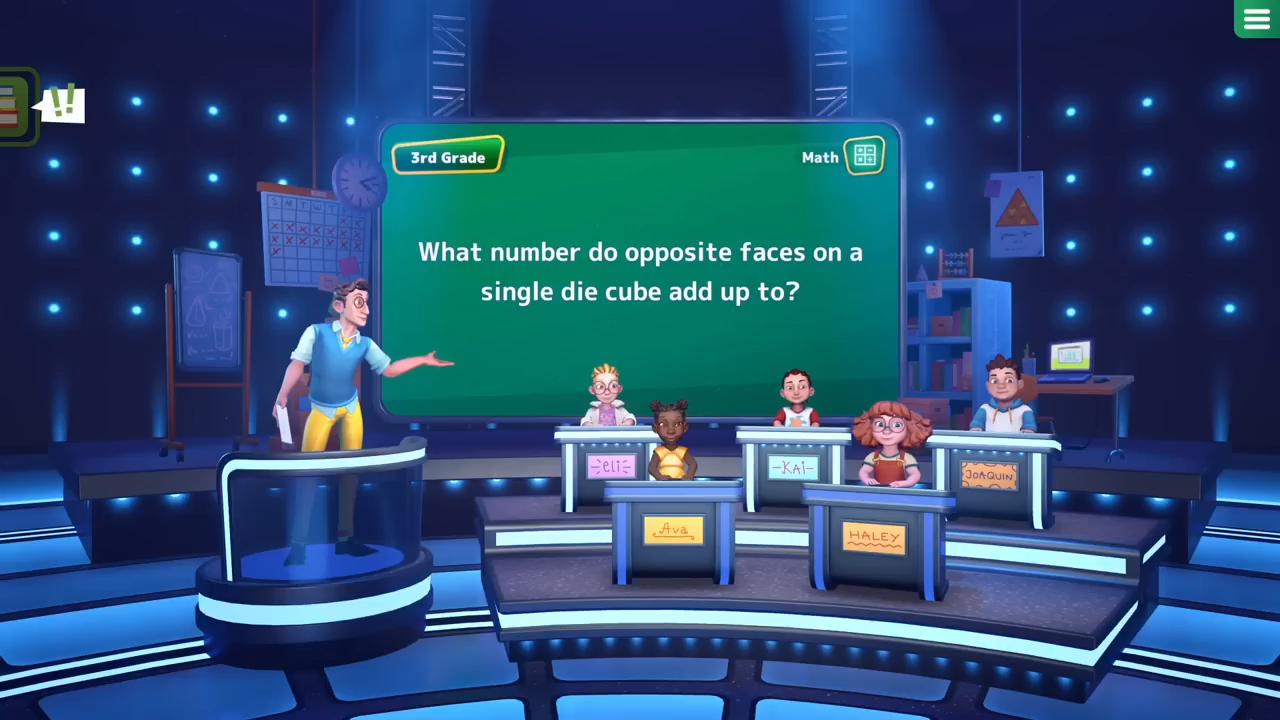 !!
3rd Grade
Math
What number do opposite faces on a
single die cube add up to?
S M T W T F S
eli
KAI
JOAQUIN
Ava
HALEY